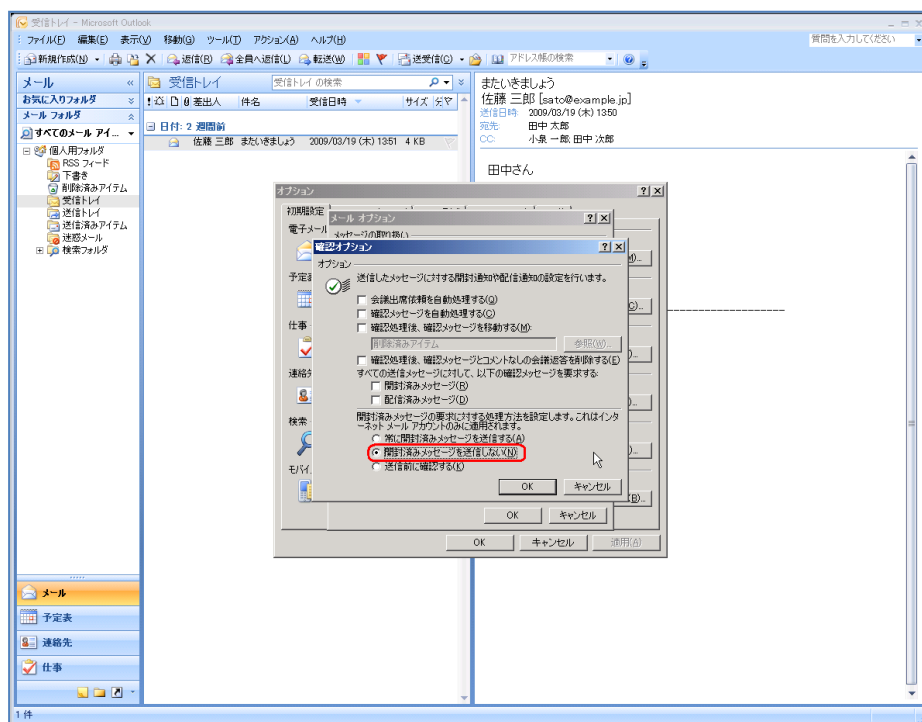 受信トレイ - Microsoft Outlook
ファイル(F) 編集(E) 表示(V) 移動(G) ツール(T) アクション(A) ヘルプ(H)
質問を入力してください
新規作成(N) 返信(R) 全員へ返信(L) 転送(W) 送受信(C) アドレス帳の検索
メール
お気に入りフォルダ
メール フォルダ
すべてのメール アイ...
個人用フォルダ
RSS フィード
下書き
削除済みアイテム
受信トレイ
送信トレイ
送信済みアイテム
迷惑メール
検索フォルダ
受信トレイ 受信トレイ の検索
差出人 件名 受信日時 サイズ
日付: 2 週間前
佐藤 三郎 またいきましょう 2009/03/19 (木) 13:51 4 KB
またいきましょう
佐藤 三郎 [sato@example.jp]
送信日時: 2009/03/19 (木) 13:50
宛先: 田中 太郎
CC: 小泉 一郎; 田中 次郎
田中さん
オプション
初期設定
電子メール
予定表
仕事
連絡先
検索
モバイル
メール オプション
メッセージの取り扱い
確認オプション
オプション
送信したメッセージに対する開封通知や配信通知の設定を行います。
会議出席依頼を自動処理する(Q)
確認メッセージを自動処理する(C)
確認処理後、確認メッセージを移動する(M):
削除済みアイテム 参照(W)...
確認処理後、確認メッセージとコメントなしの会議返答を削除する(E)
すべての送信メッセージに対して、以下の確認メッセージを要求する:
開封済みメッセージ(R)
配信済みメッセージ(D)
開封済みメッセージの要求に対する処理方法を設定します。これはインタ
ーネット メール アカウントのみに適用されます。
常に開封済みメッセージを送信する(A)
開封済みメッセージを送信しない(N)
送信前に確認する(K)
OK キャンセル
OK キャンセル
OK キャンセル 適用(A)
メール
予定表
連絡先
仕事
1 件